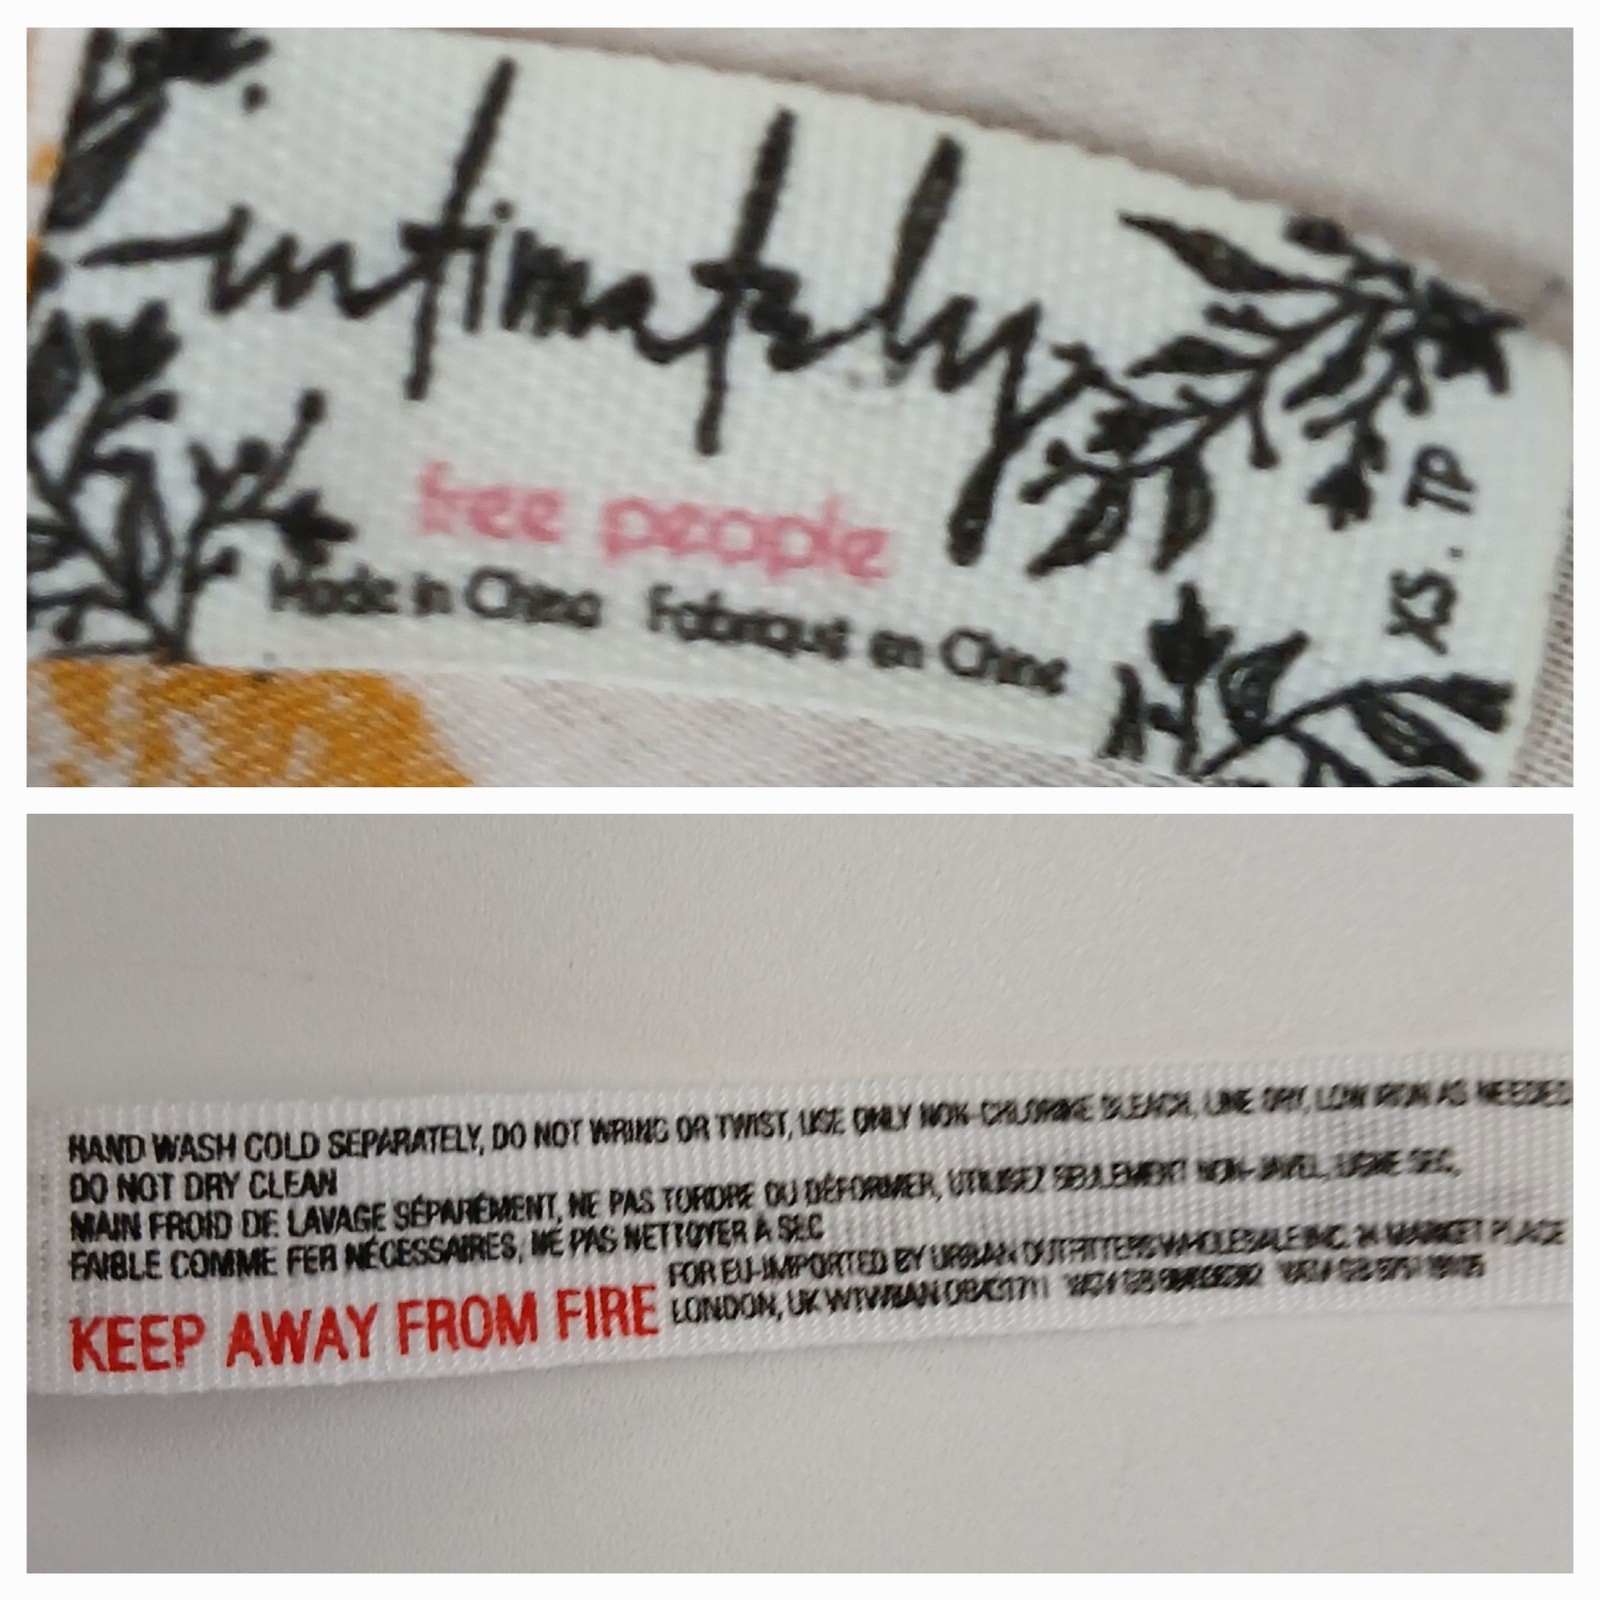 intimately
free people
Made in China Fabriqué en Chine
XS. TP
HAND WASH COLD SEPARATELY, DO NOT WRING OR TWIST, USE ONLY NON-CHLORINE BLEACH, LINE DRY, LOW IRON AS NEEDED
DO NOT DRY CLEAN
MAIN FROID DE LAVAGE SÉPARÉMENT, NE PAS TORDRE OU DÉFORMER, UTILISEZ SEULEMENT NON-JAVEL, LIGNE SEC,
FAIBLE COMME FER NÉCESSAIRES, NE PAS NETTOYER À SEC
KEEP AWAY FROM FIRE
FOR EU-IMPORTED BY URBAN OUTFITTERS WHOLESALE INC. MARKET PLACE
LONDON, UK